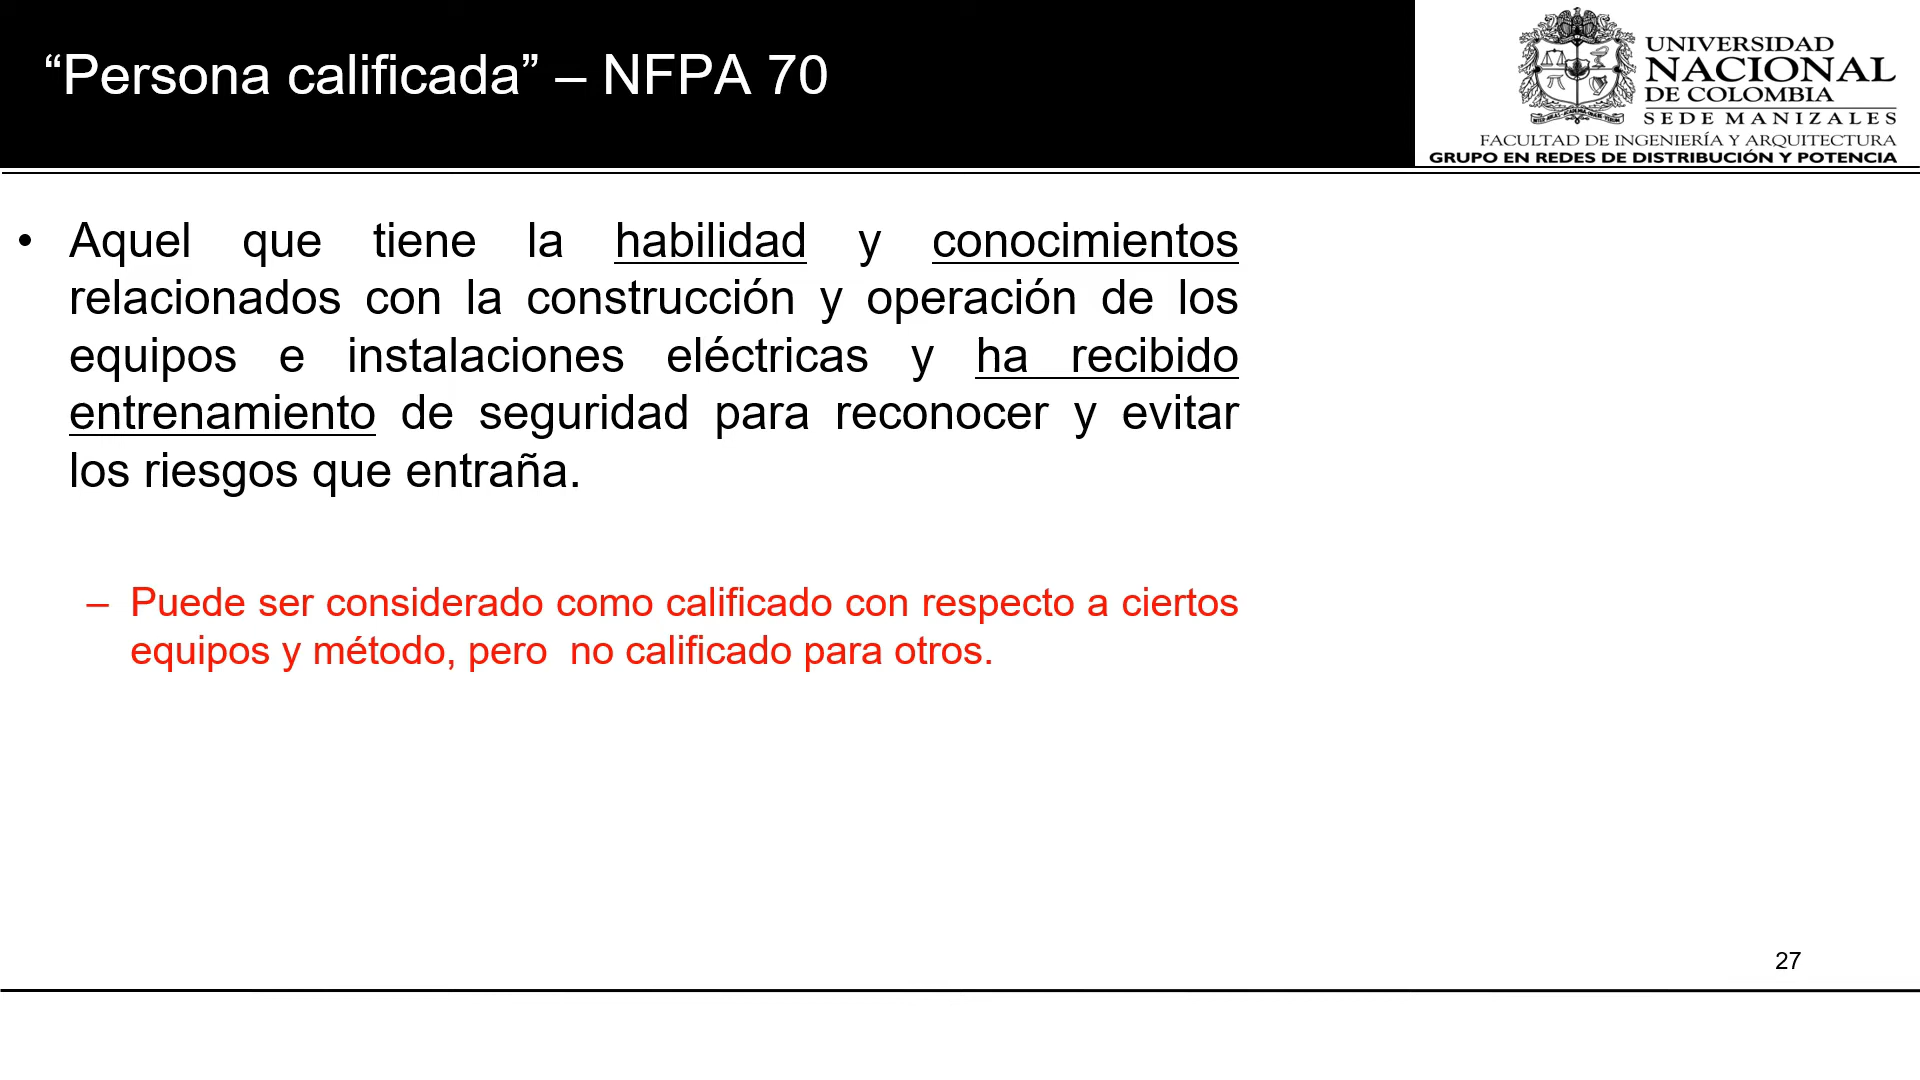 “Persona calificada” – NFPA 70
UNIVERSIDAD
NACIONAL
DE COLOMBIA
SEDE MANIZALES
FACULTAD DE INGENIERÍA Y ARQUITECTURA
GRUPO EN REDES DE DISTRIBUCIÓN Y POTENCIA
• Aquel que tiene la habilidad y conocimientos
relacionados con la construcción y operación de los
equipos e instalaciones eléctricas y ha recibido
entrenamiento de seguridad para reconocer y evitar
los riesgos que entraña.
– Puede ser considerado como calificado con respecto a ciertos
equipos y método, pero  no calificado para otros.
27